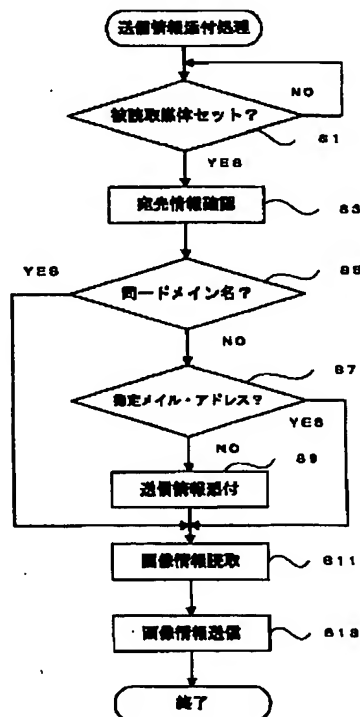 送信情報添付処理
NO
被読取媒体セット?
S1
YES
宛先情報確認
S3
YES
S5
同一ドメイン名?
NO
S7
指定メイル・アドレス?
YES
NO
S9
送信情報添付
画像情報読取
S11
画像情報送信
S13
終了